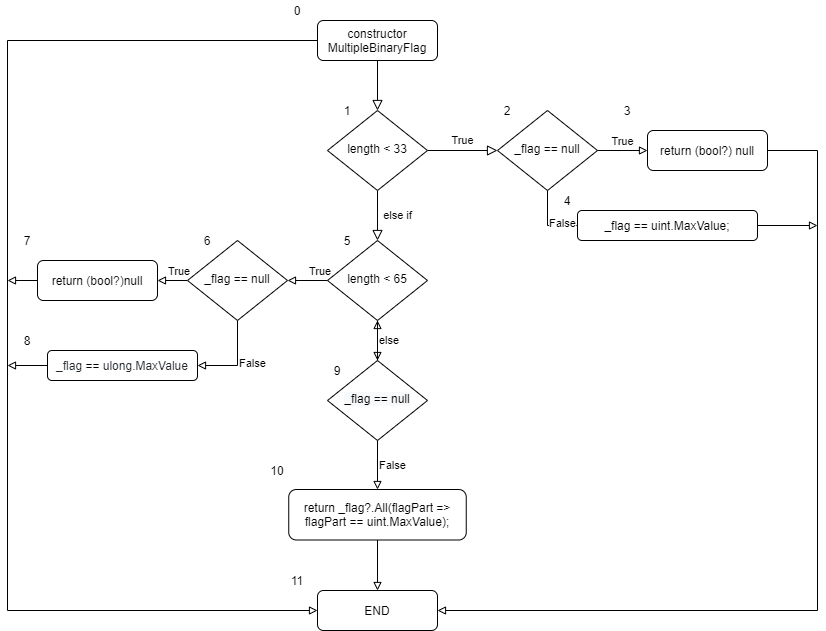 0
constructor
MultipleBinaryFlag
1
length < 33
True
2
_flag == null
True
3
return (bool?) null
4
False
_flag == uint.MaxValue;
else if
7
return (bool?)null
True
6
_flag == null
True
5
length < 65
8
_flag == ulong.MaxValue
False
else
9
_flag == null
False
10
return _flag?.All(flagPart =>
flagPart == uint.MaxValue);
11
END